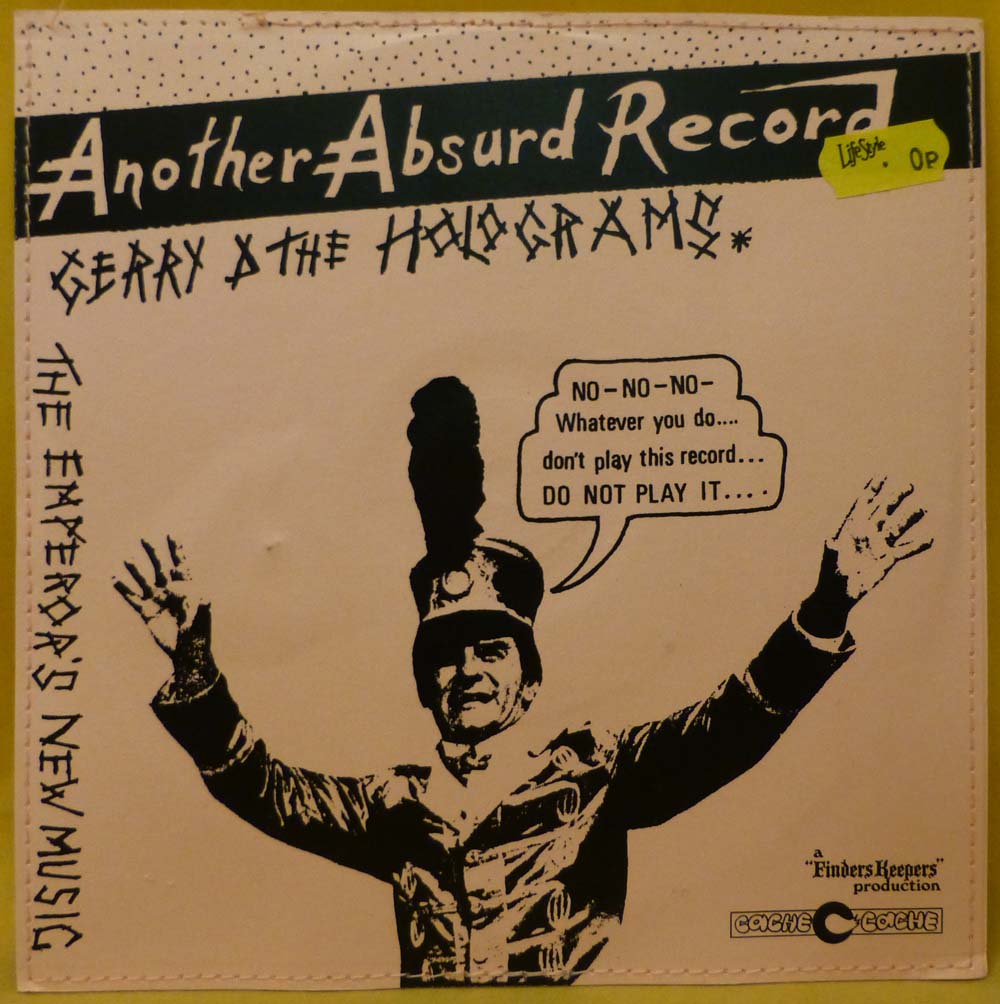 Another Absurd Record
LifeStyle . 0p
GERRY & THE HOLOGRAMS.*
THE EMPEROR'S NEW MUSIC
NO-NO-NO-
Whatever you do....
don't play this record...
DO NOT PLAY IT....
a
"Finders Keepers"
production
CACHE CACHE